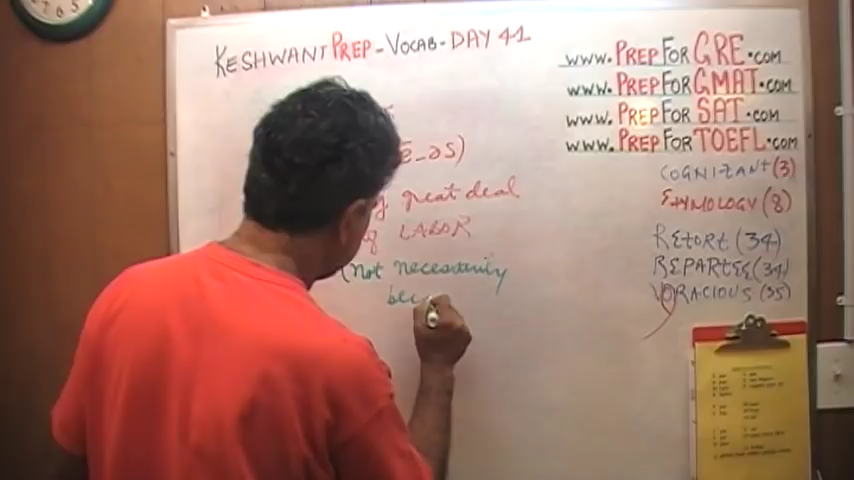 KESHWANT PREP - VOCAB - DAY 41
www.PREPFORGRE.com
www.PREPFORGMAT.com
www.PREPFORSAT.com
www.PREPFORTOEFL.com
COGNIZANT (3)
ETYMOLOGY (8)
RETORT (34)
REPARTEE (34)
VORACIOUS (35)
ē-əs)
great deal
LABOR
(not necessarily
bec